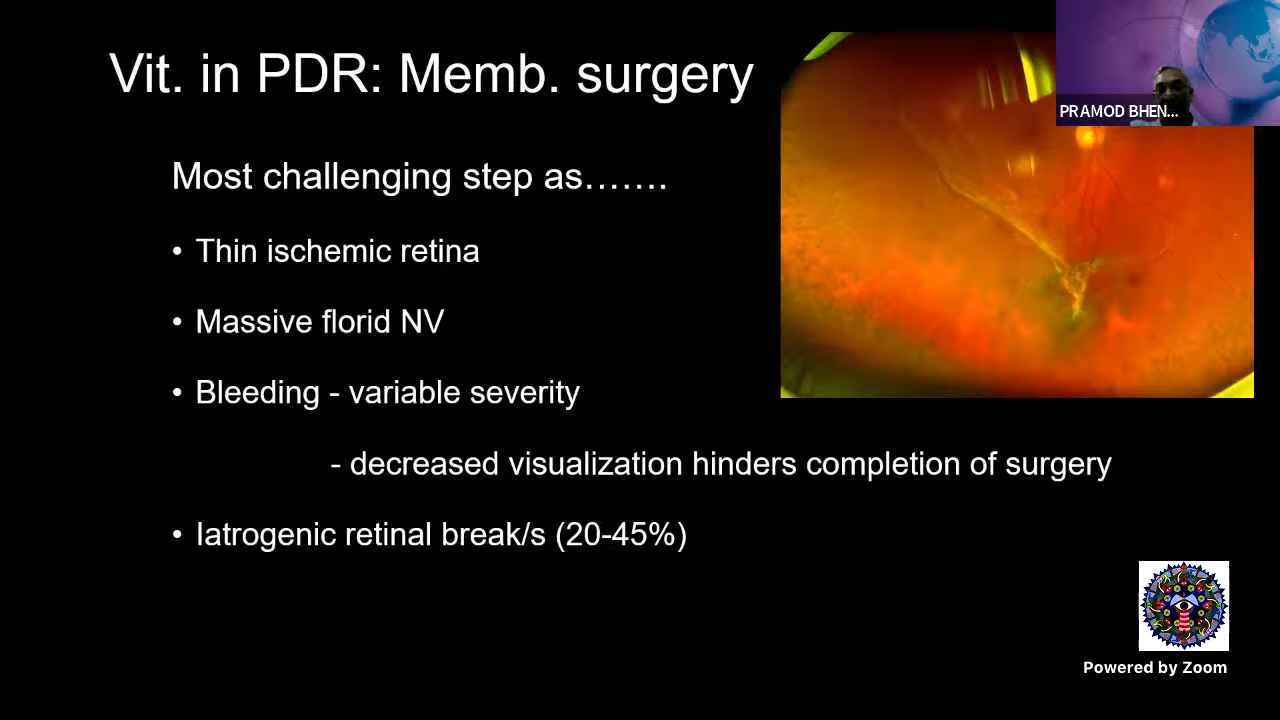 Vit. in PDR: Memb. surgery
PRAMOD BHEN...
Most challenging step as…….
• Thin ischemic retina
• Massive florid NV
• Bleeding - variable severity
- decreased visualization hinders completion of surgery
• Iatrogenic retinal break/s (20-45%)
Powered by Zoom